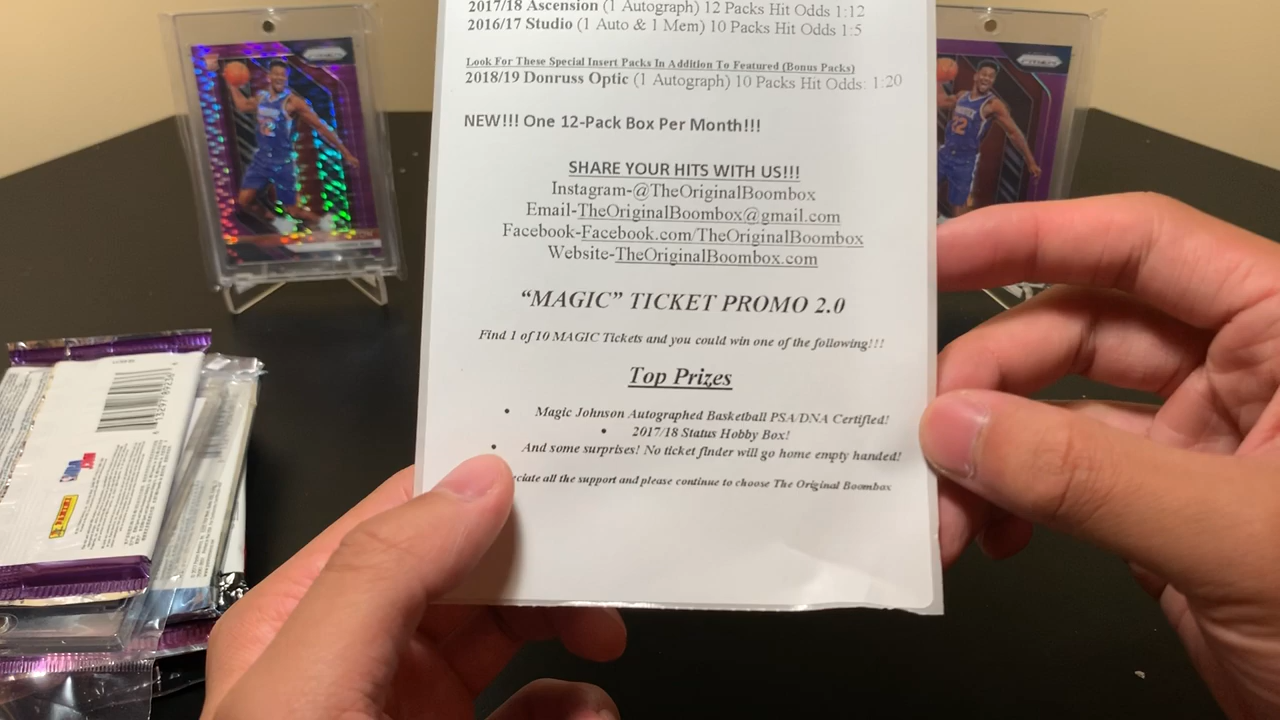 2017/18 Ascension (1 Autograph) 12 Packs Hit Odds 1:12
2016/17 Studio (1 Auto & 1 Mem) 10 Packs Hit Odds 1:5
Look For These Special Insert Packs In Addition To Featured (Bonus Packs)
2018/19 Donruss Optic (1 Autograph) 10 Packs Hit Odds: 1:20
NEW!!! One 12-Pack Box Per Month!!!
SHARE YOUR HITS WITH US!!!
Instagram-@TheOriginalBoombox
Email-TheOriginalBoombox@gmail.com
Facebook-Facebook.com/TheOriginalBoombox
Website-TheOriginalBoombox.com
“MAGIC” TICKET PROMO 2.0
Find 1 of 10 MAGIC Tickets and you could win one of the following!!!
Top Prizes
• Magic Johnson Autographed Basketball PSA/DNA Certified!
• 2017/18 Status Hobby Box!
• And some surprises! No ticket finder will go home empty handed!
all the support and please continue to choose The Original Boombox
PRIZM
PRIZM
PANINI